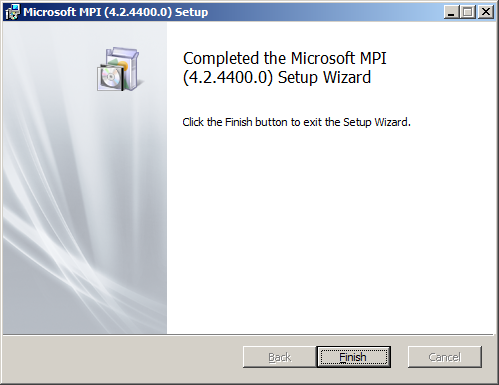 Microsoft MPI (4.2.4400.0) Setup
Completed the Microsoft MPI
(4.2.4400.0) Setup Wizard
Click the Finish button to exit the Setup Wizard.
Back Finish Cancel